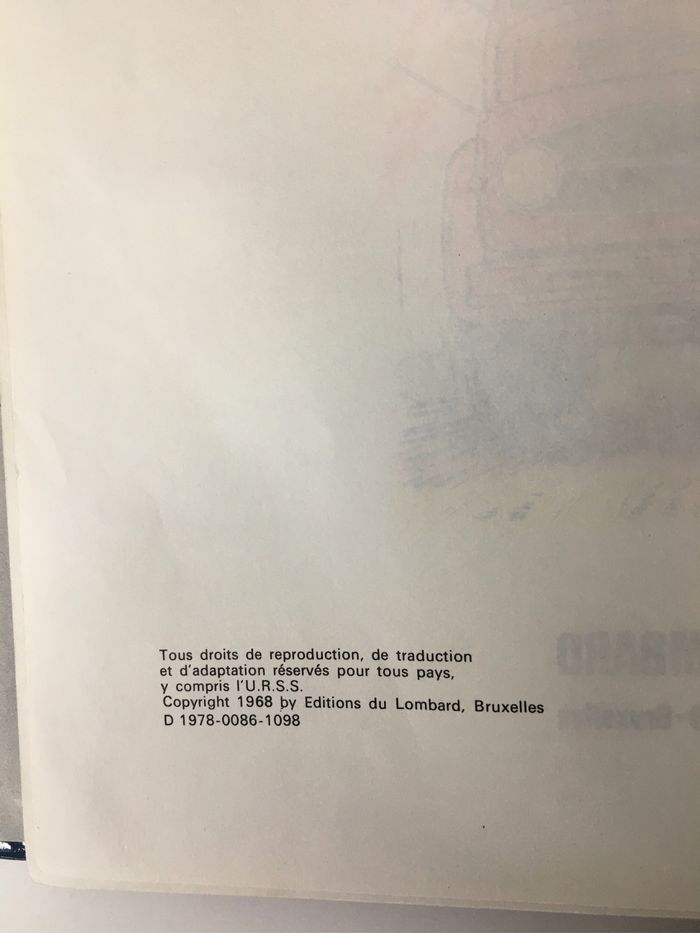 Tous droits de reproduction, de traduction
et d'adaptation réservés pour tous pays,
y compris l'U.R.S.S.
Copyright 1968 by Editions du Lombard, Bruxelles
D 1978-0086-1098